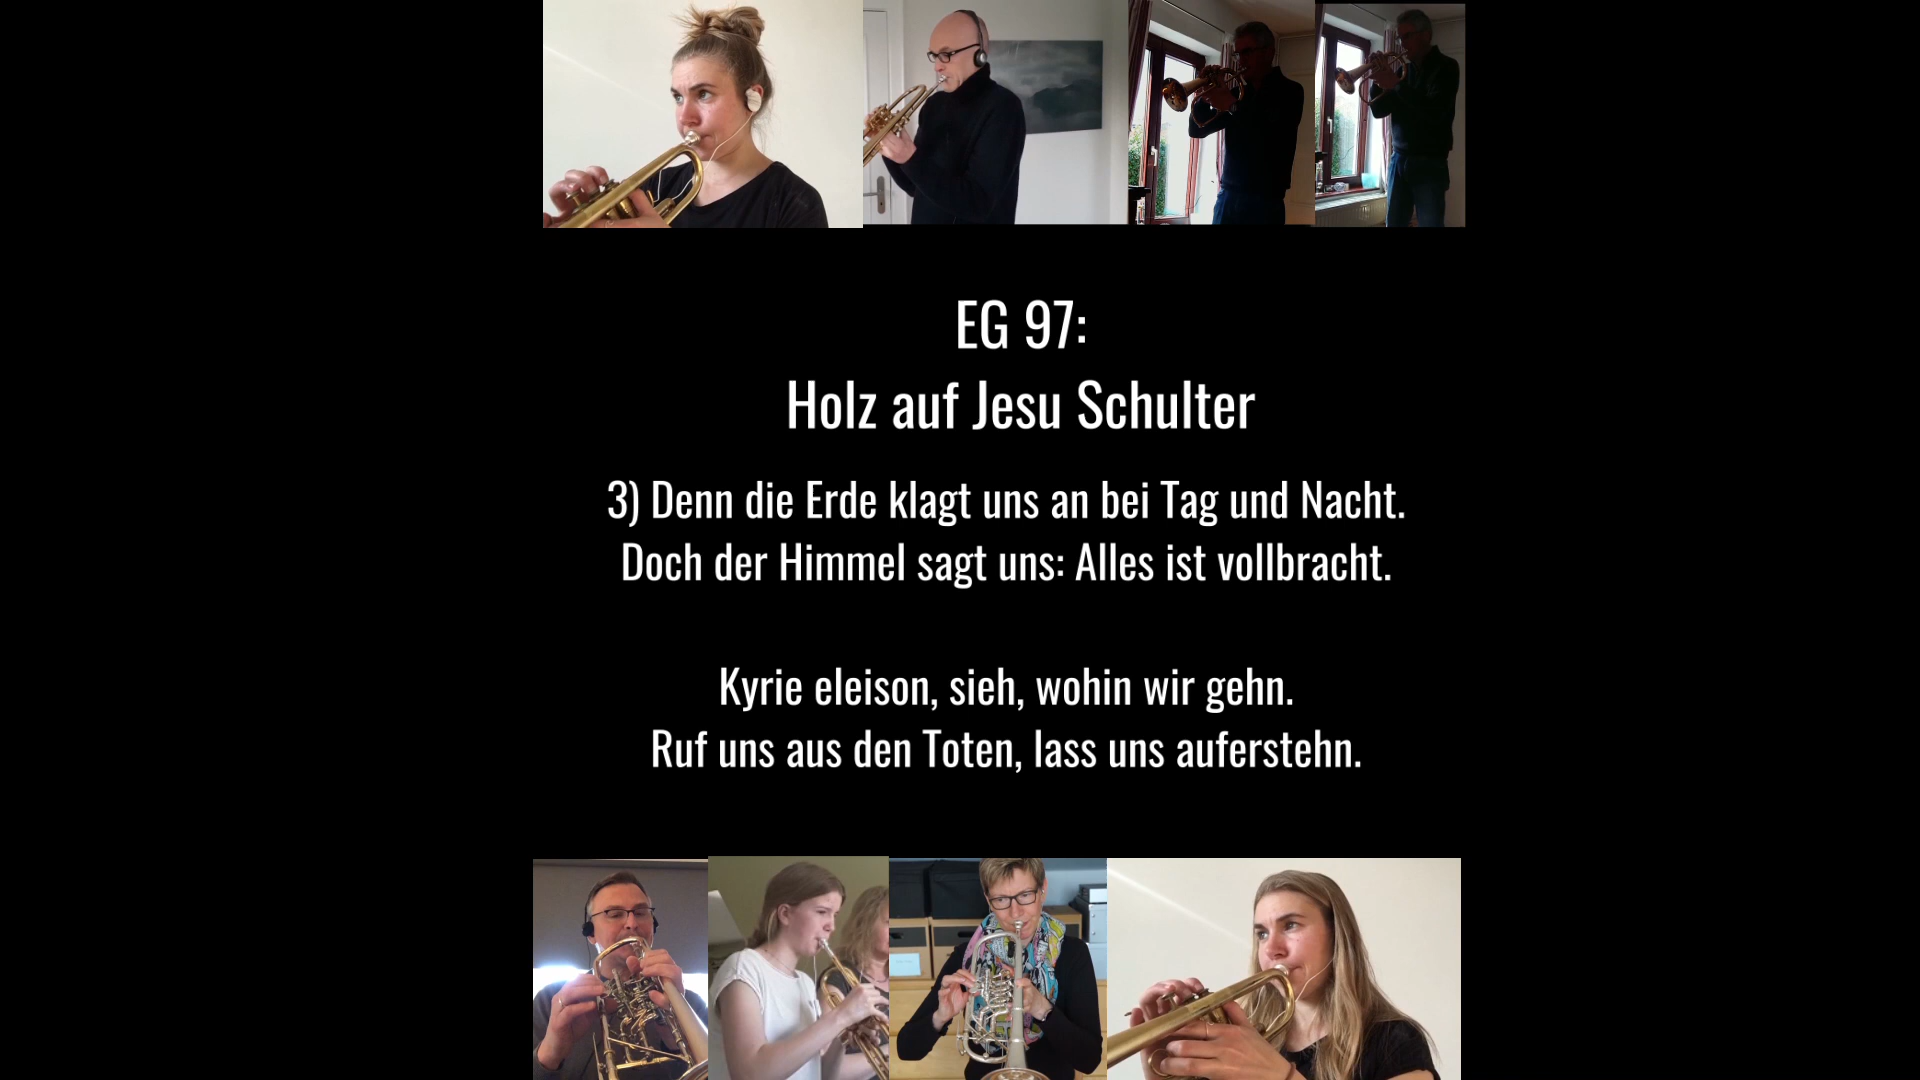 EG 97:
Holz auf Jesu Schulter
3) Denn die Erde klagt uns an bei Tag und Nacht.
Doch der Himmel sagt uns: Alles ist vollbracht.
Kyrie eleison, sieh, wohin wir gehn.
Ruf uns aus den Toten, lass uns auferstehn.